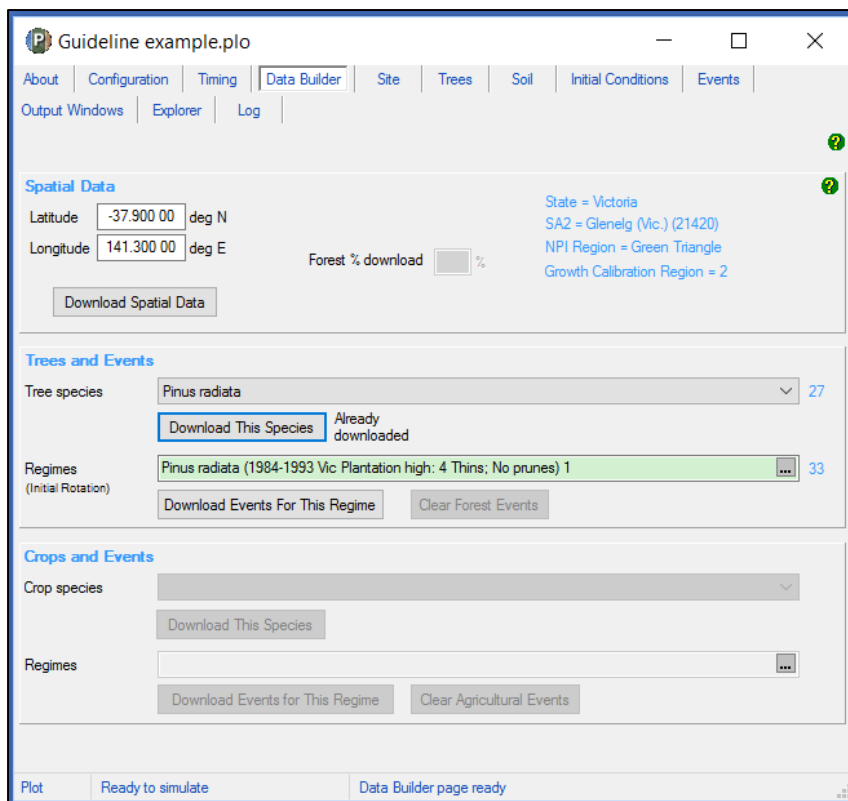 Guideline example.plo
About Configuration Timing Data Builder Site Trees Soil Initial Conditions Events
Output Windows Explorer Log
?
Spatial Data ?
Latitude -37.900 00 deg N
Longitude 141.300 00 deg E
Forest % download %
State = Victoria
SA2 = Glenelg (Vic.) (21420)
NPI Region = Green Triangle
Growth Calibration Region = 2
Download Spatial Data
Trees and Events
Tree species Pinus radiata 27
Download This Species Already
downloaded
Regimes Pinus radiata (1984-1993 Vic Plantation high: 4 Thins; No prunes) 1 ... 33
(Initial Rotation)
Download Events For This Regime Clear Forest Events
Crops and Events
Crop species
Download This Species
Regimes ...
Download Events for This Regime Clear Agricultural Events
Plot Ready to simulate Data Builder page ready